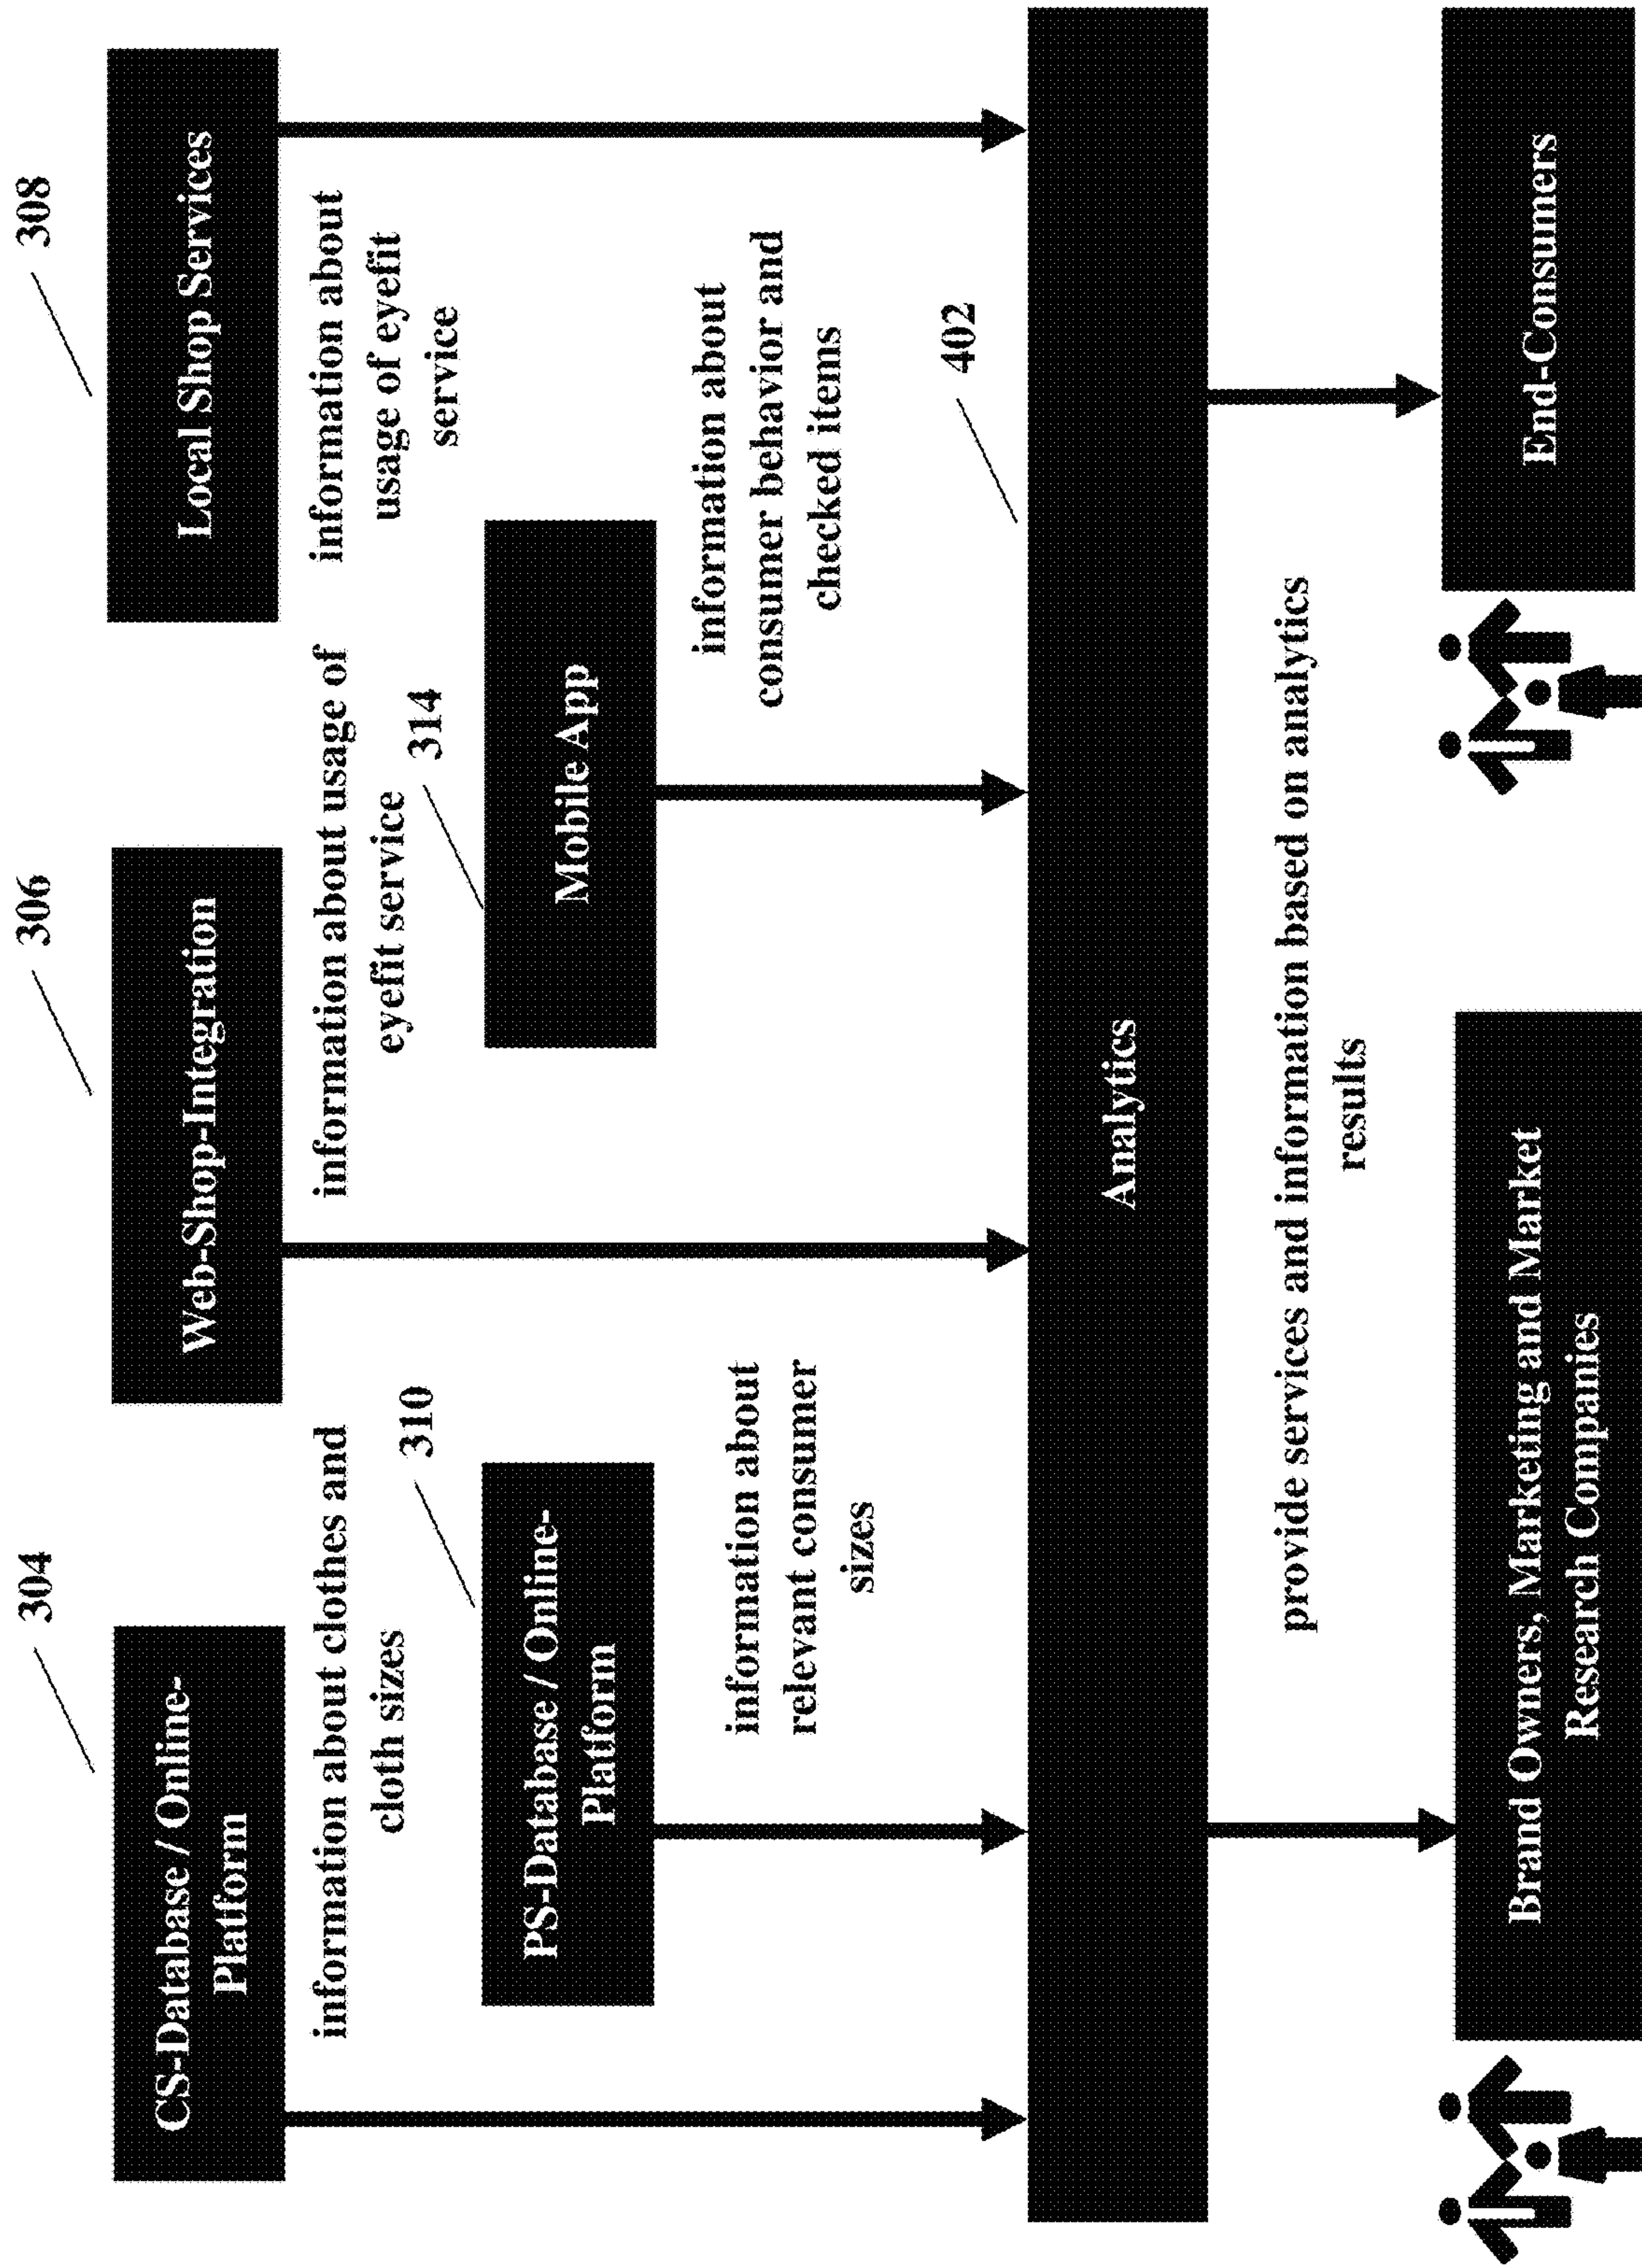 304
306
308
CS-Database / Online-
Platform
Web-Shop-Integration
Local Shop Services
information about clothes and
cloth sizes
information about usage of
eyefit service
information about
usage of eyefit
service
310
314
PS-Database / Online-
Platform
Mobile App
information about
relevant consumer
sizes
information about
consumer behavior and
checked items
402
Analytics
provide services and information based on analytics
results
Brand Owners, Marketing and Market
Research Companies
End-Consumers